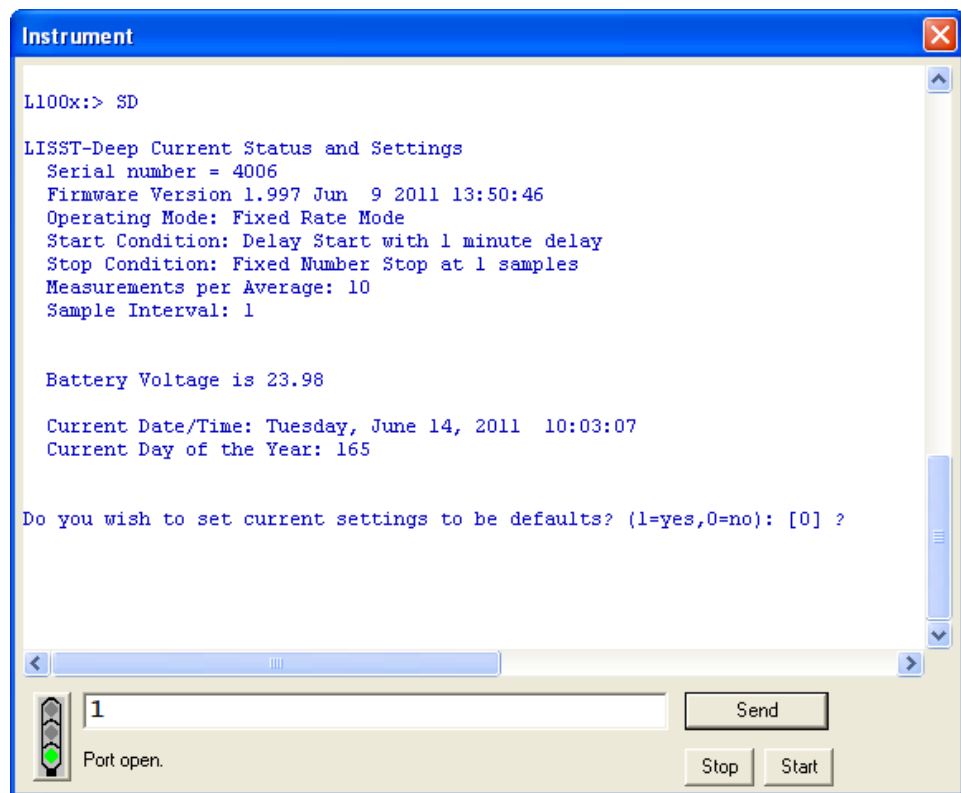 Instrument
L100x:> SD
LISST-Deep Current Status and Settings
Serial number = 4006
Firmware Version 1.997 Jun  9 2011 13:50:46
Operating Mode: Fixed Rate Mode
Start Condition: Delay Start with 1 minute delay
Stop Condition: Fixed Number Stop at 1 samples
Measurements per Average: 10
Sample Interval: 1
Battery Voltage is 23.98
Current Date/Time: Tuesday, June 14, 2011  10:03:07
Current Day of the Year: 165
Do you wish to set current settings to be defaults? (1=yes,0=no): [0] ?
1
Send
Port open.
Stop
Start